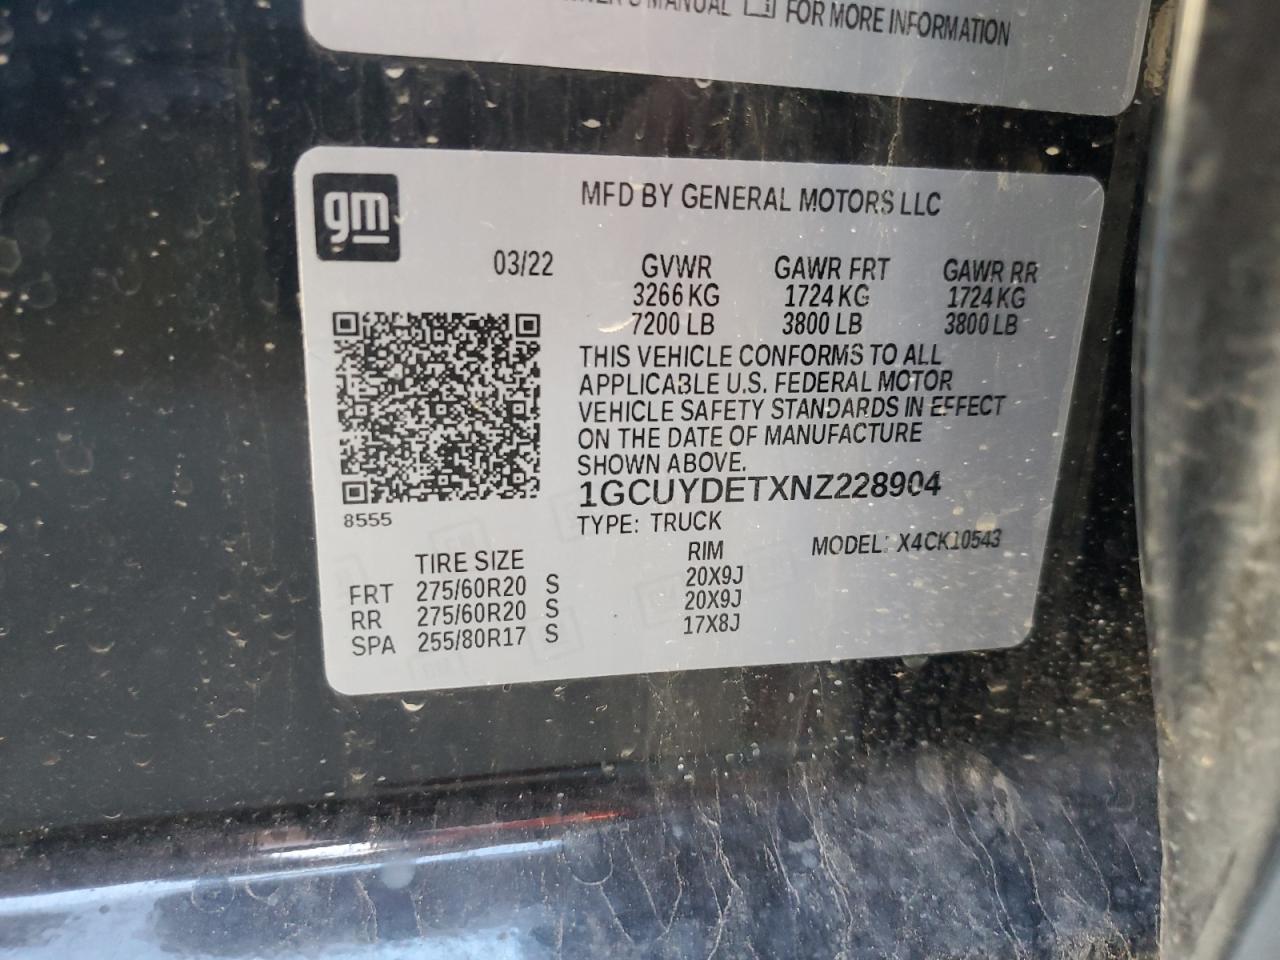 MANUAL i FOR MORE INFORMATION
gm
MFD BY GENERAL MOTORS LLC
03/22
GVWR GAWR FRT GAWR RR
3266 KG 1724 KG 1724 KG
7200 LB 3800 LB 3800 LB
THIS VEHICLE CONFORMS TO ALL
APPLICABLE U.S. FEDERAL MOTOR
VEHICLE SAFETY STANDARDS IN EFFECT
ON THE DATE OF MANUFACTURE
SHOWN ABOVE.
1GCUYDETXNZ228904
8555
TYPE: TRUCK
MODEL: X4CK10543
TIRE SIZE RIM
FRT 275/60R20 S 20X9J
RR 275/60R20 S 20X9J
SPA 255/80R17 S 17X8J